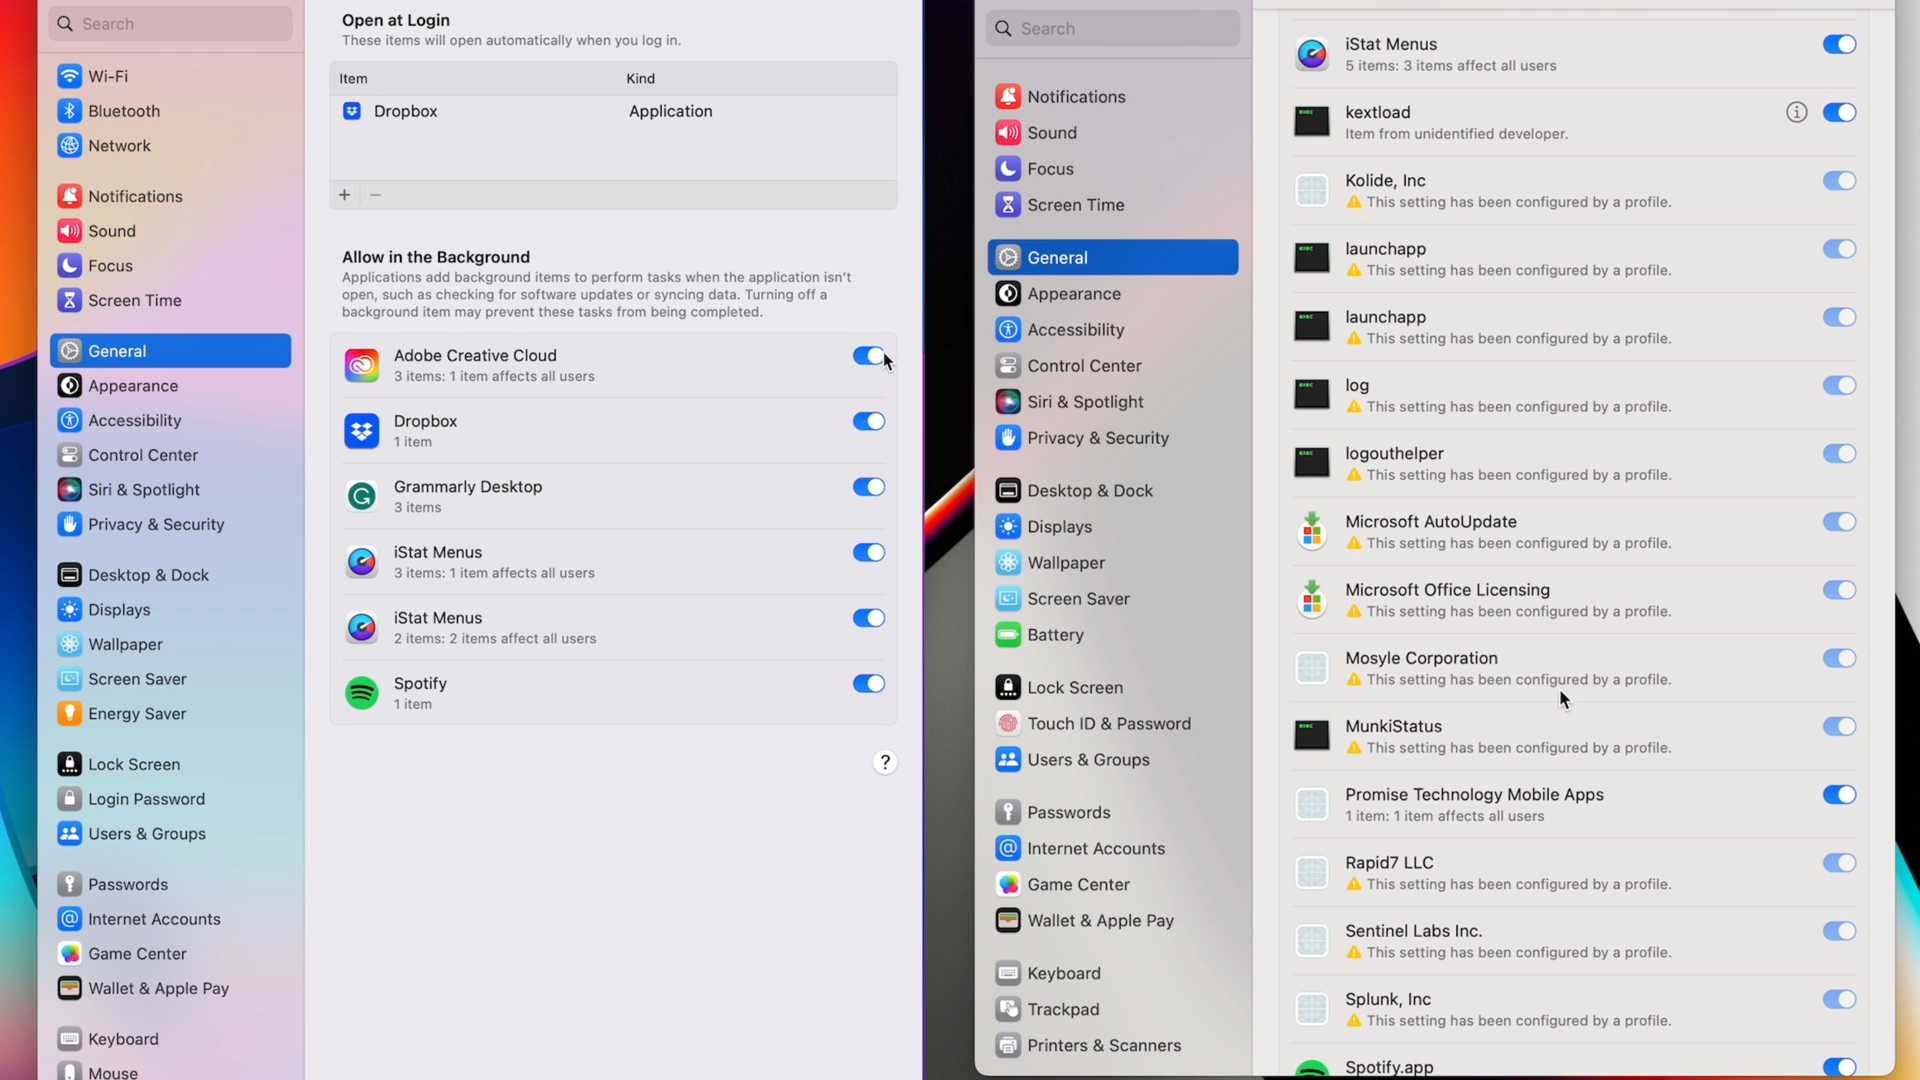 Search
Wi-Fi
Bluetooth
Network
Notifications
Sound
Focus
Screen Time
General
Appearance
Accessibility
Control Center
Siri & Spotlight
Privacy & Security
Desktop & Dock
Displays
Wallpaper
Screen Saver
Energy Saver
Lock Screen
Login Password
Users & Groups
Passwords
Internet Accounts
Game Center
Wallet & Apple Pay
Keyboard
Mouse
Open at Login
These items will open automatically when you log in.
Item Kind
Dropbox Application
+ −
Allow in the Background
Applications add background items to perform tasks when the application isn't
open, such as checking for software updates or syncing data. Turning off a
background item may prevent these tasks from being completed.
Adobe Creative Cloud
3 items: 1 item affects all users
Dropbox
1 item
Grammarly Desktop
3 items
iStat Menus
3 items: 1 item affects all users
iStat Menus
2 items: 2 items affect all users
Spotify
1 item
?
Search
Notifications
Sound
Focus
Screen Time
General
Appearance
Accessibility
Control Center
Siri & Spotlight
Privacy & Security
Desktop & Dock
Displays
Wallpaper
Screen Saver
Battery
Lock Screen
Touch ID & Password
Users & Groups
Passwords
Internet Accounts
Game Center
Wallet & Apple Pay
Keyboard
Trackpad
Printers & Scanners
iStat Menus
5 items: 3 items affect all users
kextload
Item from unidentified developer.
Kolide, Inc
This setting has been configured by a profile.
launchapp
This setting has been configured by a profile.
launchapp
This setting has been configured by a profile.
log
This setting has been configured by a profile.
logouthelper
This setting has been configured by a profile.
Microsoft AutoUpdate
This setting has been configured by a profile.
Microsoft Office Licensing
This setting has been configured by a profile.
Mosyle Corporation
This setting has been configured by a profile.
MunkiStatus
This setting has been configured by a profile.
Promise Technology Mobile Apps
1 item: 1 item affects all users
Rapid7 LLC
This setting has been configured by a profile.
Sentinel Labs Inc.
This setting has been configured by a profile.
Splunk, Inc
This setting has been configured by a profile.
Spotify.app